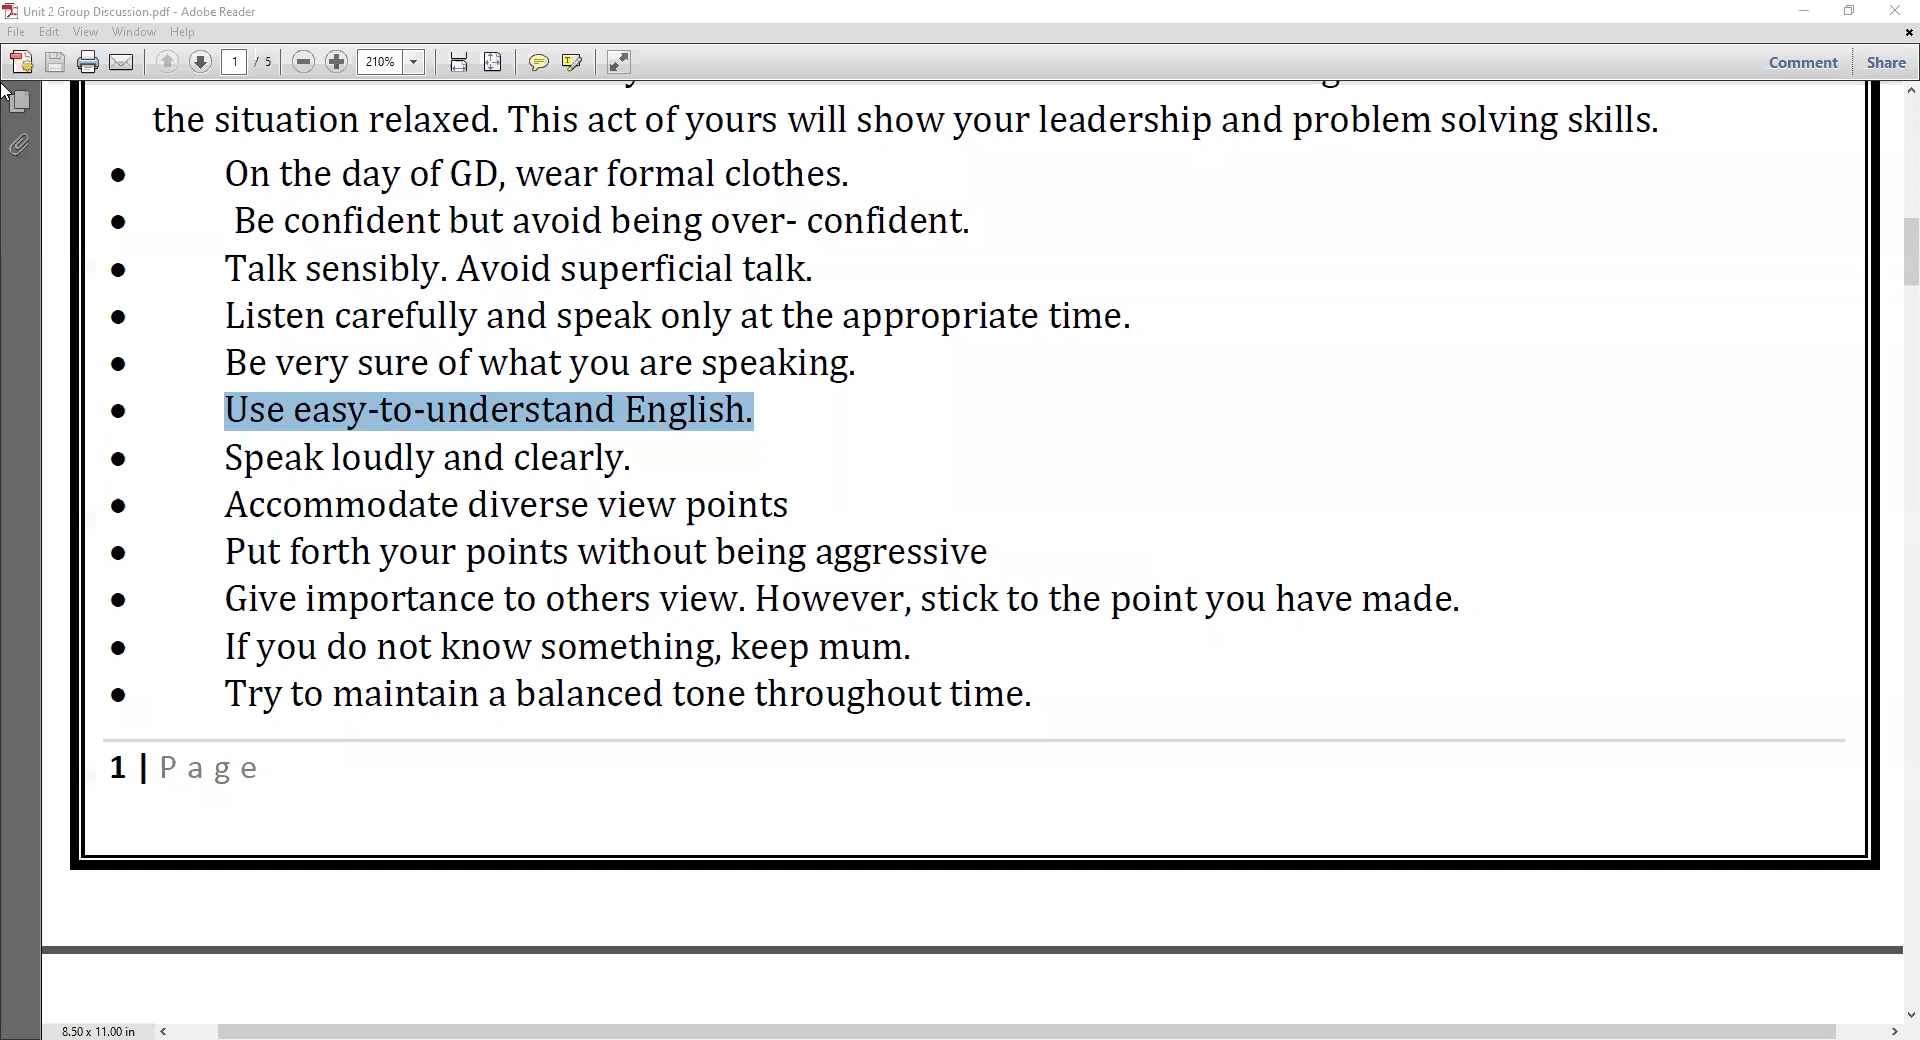 Unit 2 Group Discussion.pdf - Adobe Reader
File Edit View Window Help
1 / 5 210% Comment Share
the situation relaxed. This act of yours will show your leadership and problem solving skills.
• On the day of GD, wear formal clothes.
• Be confident but avoid being over- confident.
• Talk sensibly. Avoid superficial talk.
• Listen carefully and speak only at the appropriate time.
• Be very sure of what you are speaking.
• Use easy-to-understand English.
• Speak loudly and clearly.
• Accommodate diverse view points
• Put forth your points without being aggressive
• Give importance to others view. However, stick to the point you have made.
• If you do not know something, keep mum.
• Try to maintain a balanced tone throughout time.
1 | Page
8.50 x 11.00 in